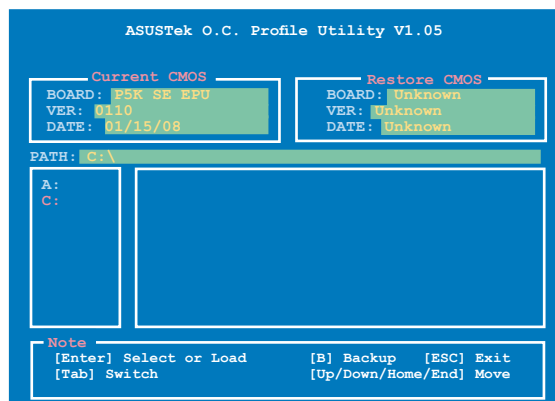 ASUSTek O.C. Profile Utility V1.05
Current CMOS
BOARD: P5K SE EPU
VER: 0110
DATE: 01/15/08
Restore CMOS
BOARD: Unknown
VER: Unknown
DATE: Unknown
PATH: C:\
A:
C:
Note
[Enter] Select or Load [B] Backup [ESC] Exit
[Tab] Switch [Up/Down/Home/End] Move